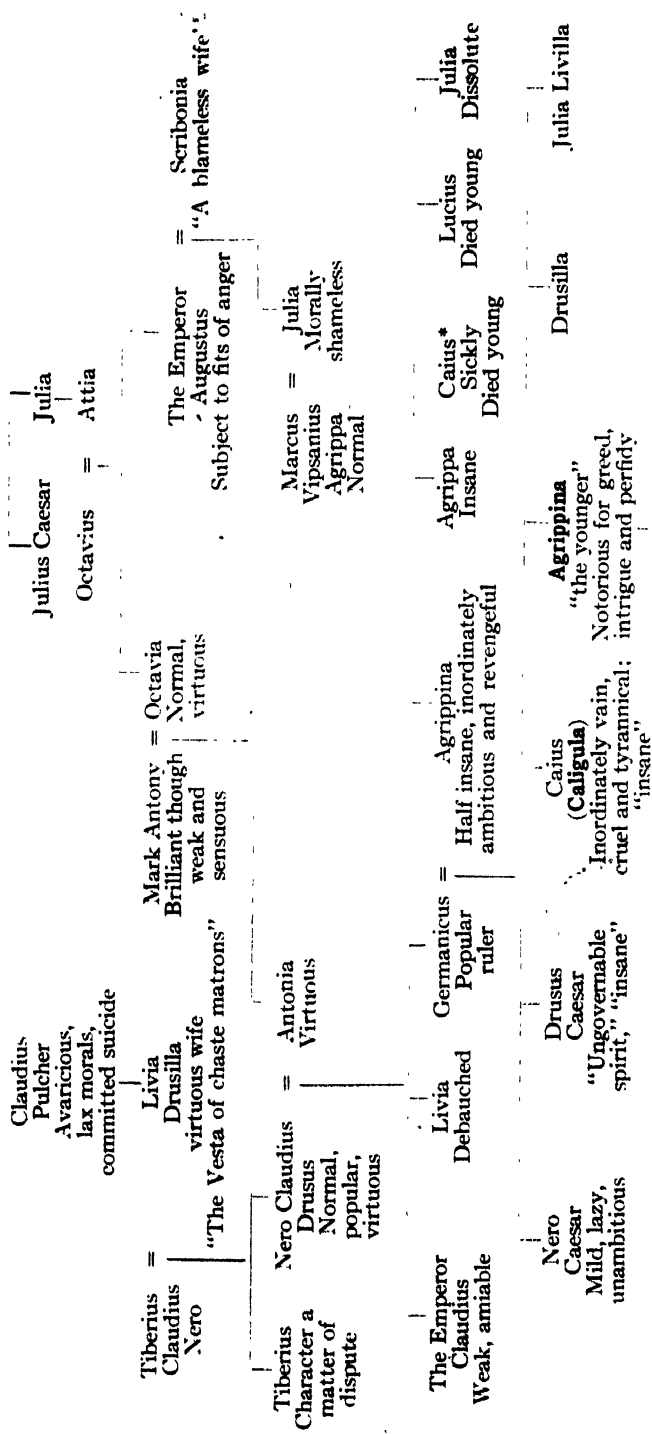 Claudius
Pulcher
Avaricious,
lax morals,
committed suicide
Julius Caesar
Julia
Octavius = Attia
Tiberius
Claudius
Nero
=
Livia
Drusilla
virtuous wife
"The Vesta of chaste matrons"
Mark Antony
Brilliant though
weak and
sensuous
=
Octavia
Normal,
virtuous
The Emperor
Augustus
Subject to fits of anger
=
Scribonia
"A blameless wife"
Tiberius
Character a
matter of
dispute
Nero Claudius
Drusus
Normal,
popular,
virtuous
=
Antonia
Virtuous
Marcus
Vipsanius
Agrippa
Normal
=
Julia
Morally
shameless
The Emperor
Claudius
Weak, amiable
Livia
Debauched
Germanicus
Popular
ruler
=
Agrippina
Half insane, inordinately
ambitious and revengeful
Agrippa
Insane
Caius*
Sickly
Died young
Lucius
Died young
Julia
Dissolute
Nero
Caesar
Mild, lazy,
unambitious
Drusus
Caesar
"Ungovernable
spirit," "insane"
Caius
(Caligula)
Inordinately vain,
cruel and tyrannical;
"insane"
Agrippina
"the younger"
Notorious for greed,
intrigue and perfidy
Drusilla
Julia Livilla